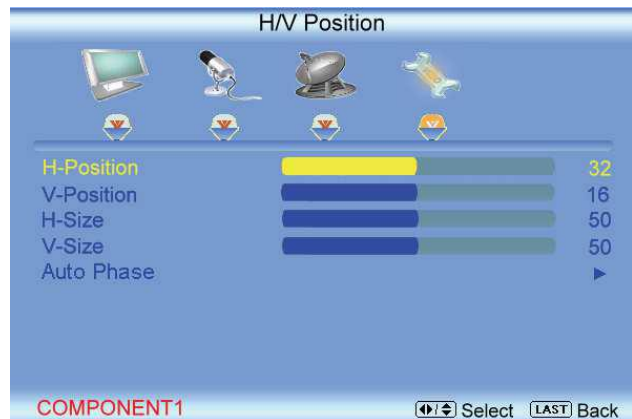 H/V Position
H-Position 32
V-Position 16
H-Size 50
V-Size 50
Auto Phase
COMPONENT1 Select LAST Back